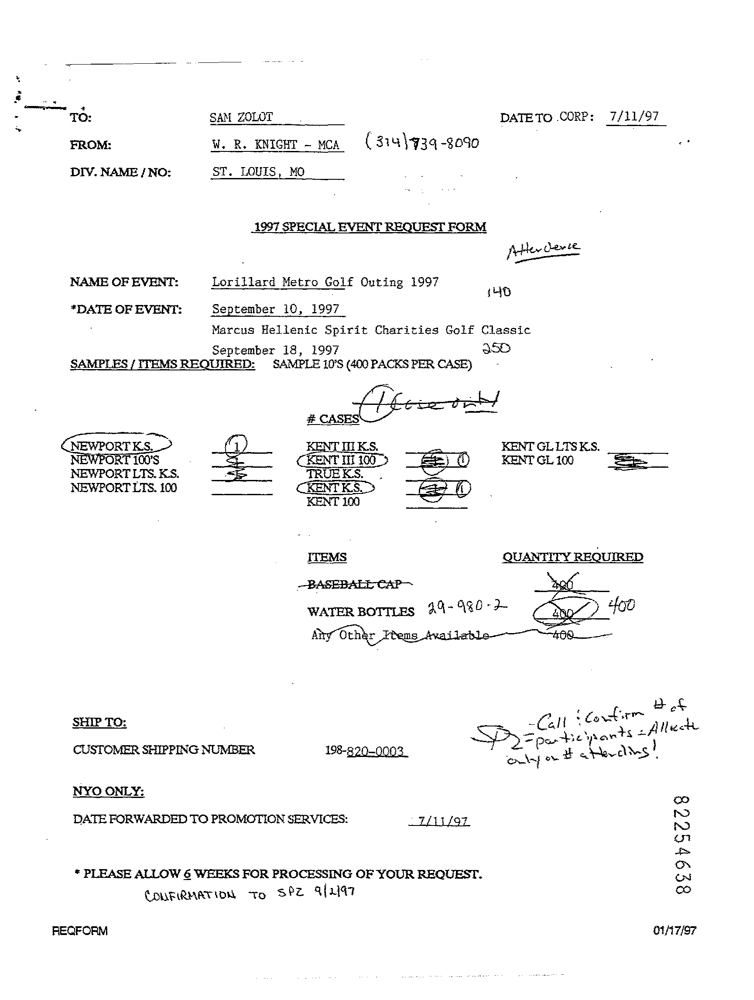 TO: SAM ZOLOT DATE TO CORP: 7/11/97
FROM: W. R. KNIGHT - MCA (314) 739-8090
DIV. NAME / NO: ST. LOUIS, MO
1997 SPECIAL EVENT REQUEST FORM
Attendence
NAME OF EVENT: Lorillard Metro Golf Outing 1997
140
*DATE OF EVENT: September 10, 1997
Marcus Hellenic Spirit Charities Golf Classic
September 18, 1997 250
SAMPLES / ITEMS REQUIRED: SAMPLE 10'S (400 PACKS PER CASE)
1 Case only
# CASES
NEWPORT K.S. 1 KENT III K.S. KENT GL LTS K.S.
NEWPORT 100'S KENT III 100 1 KENT GL 100
NEWPORT LTS. K.S. TRUE K.S.
NEWPORT LTS. 100 KENT K.S. 1
KENT 100
ITEMS QUANTITY REQUIRED
BASEBALL CAP 400
WATER BOTTLES 29-980-2 400 400
Any Other Items Available 400
SHIP TO:
- Call & Confirm # of
SPZ = participants - Allocate
only on # attending!
CUSTOMER SHIPPING NUMBER 198-820-0003
NYO ONLY:
DATE FORWARDED TO PROMOTION SERVICES: 7/11/97
82254638
* PLEASE ALLOW 6 WEEKS FOR PROCESSING OF YOUR REQUEST.
CONFIRMATION TO SPZ 9/2/97
REQFORM 01/17/97